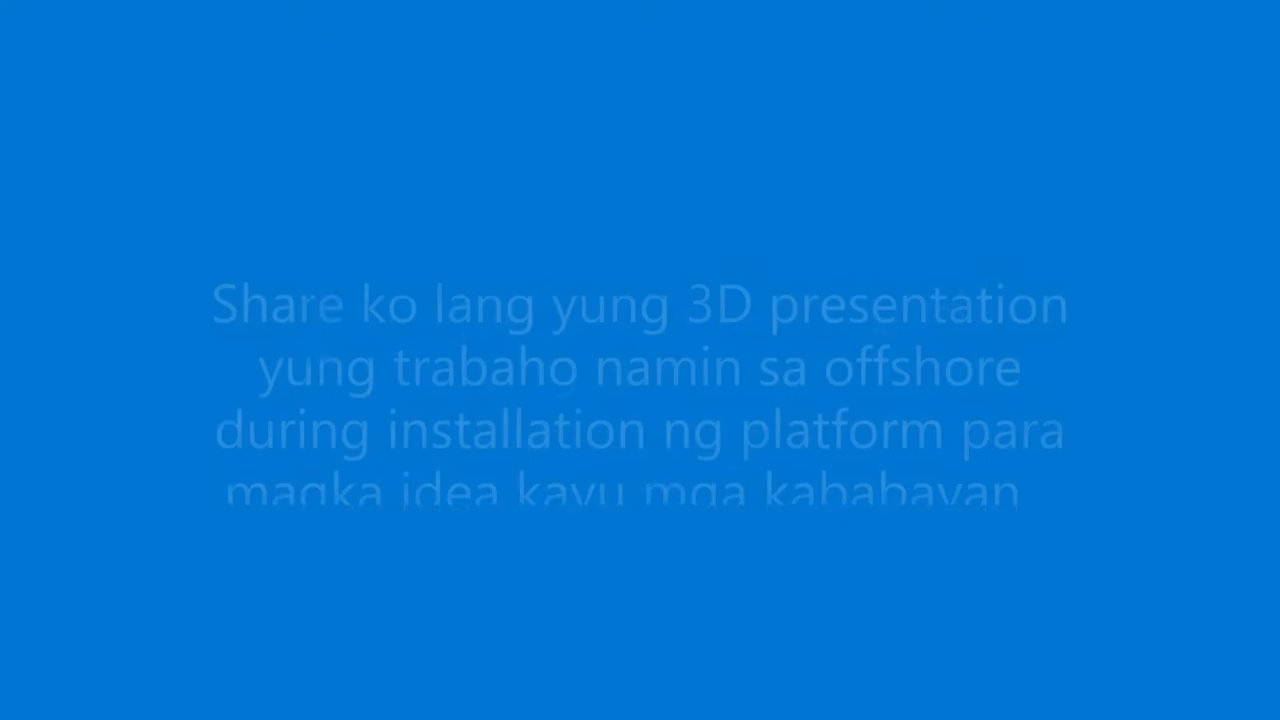 Share ko lang yung 3D presentation
yung trabaho namin sa offshore
during installation ng platform para
magka idea kayu mga kababayan